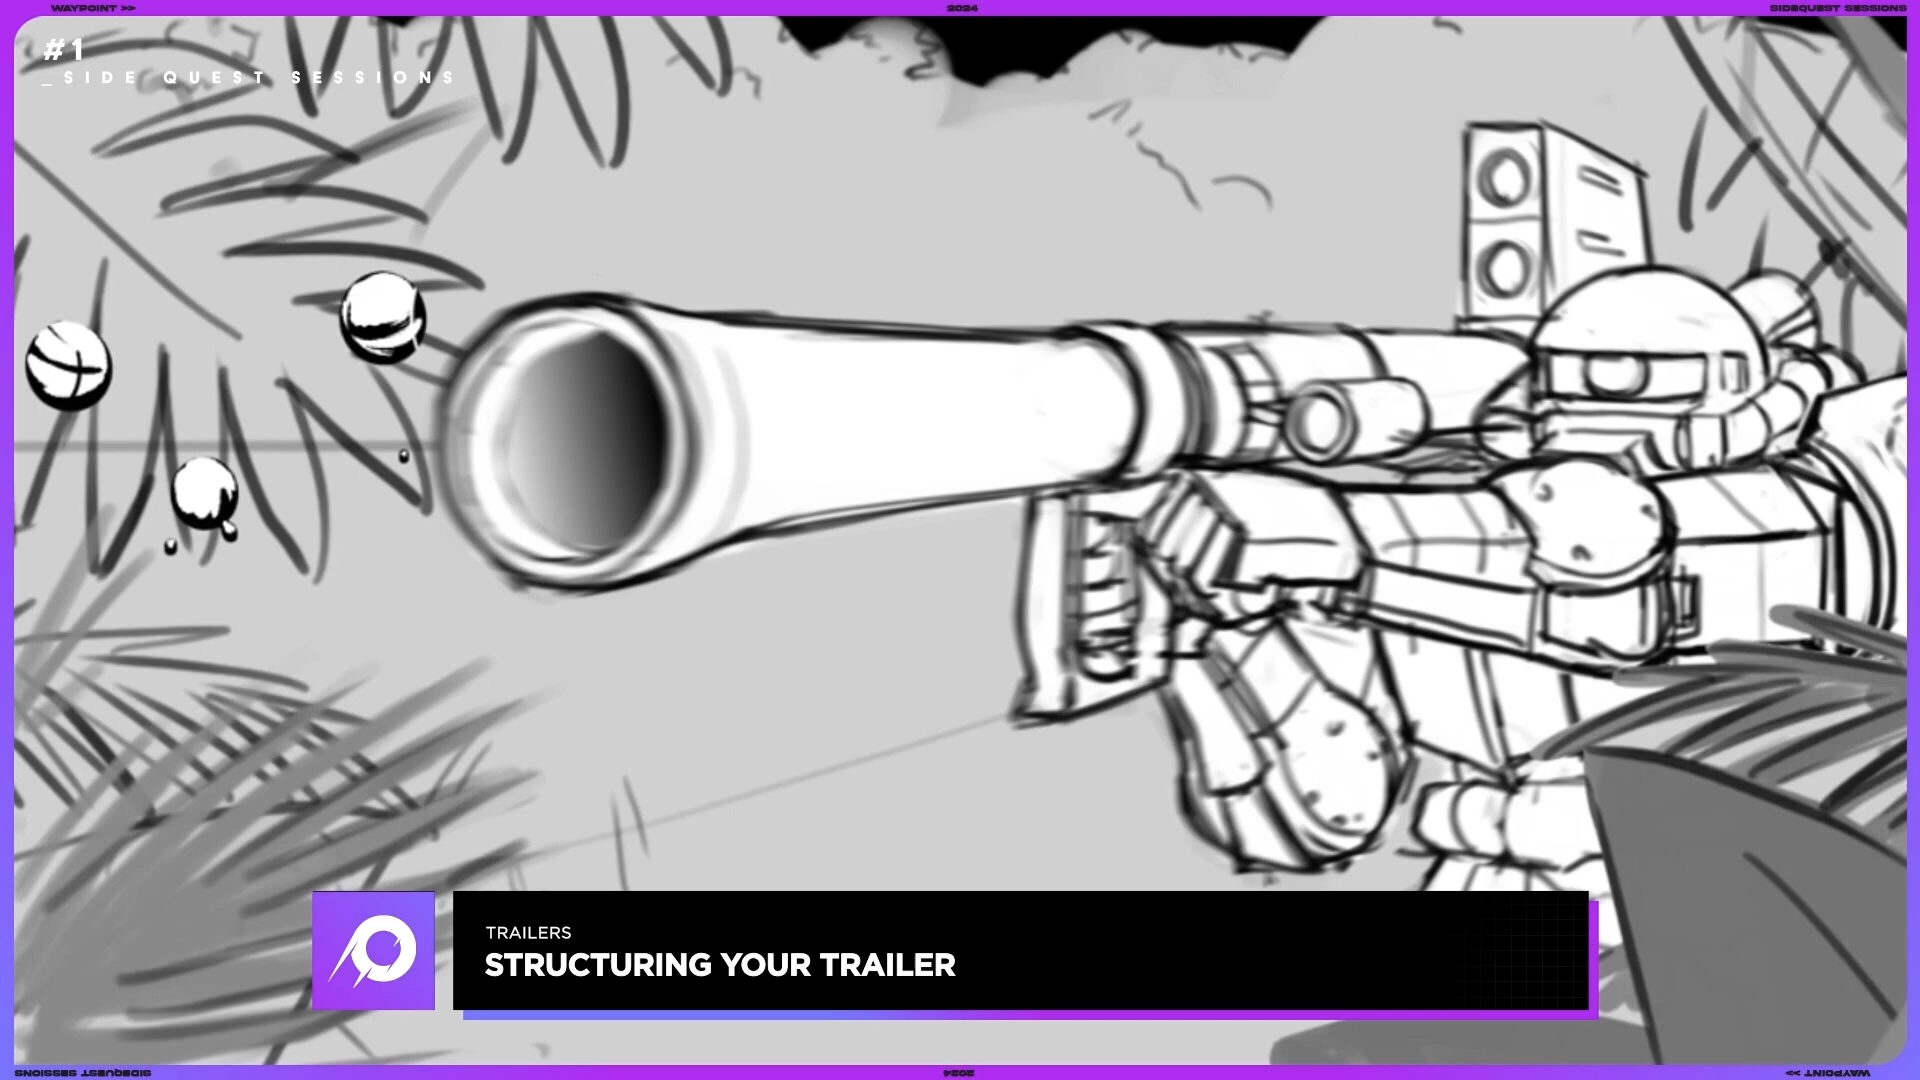 WAYPOINT >>
2024
SIDEQUEST SESSIONS
#1
_SIDE QUEST SESSIONS
TRAILERS
STRUCTURING YOUR TRAILER
SIDEQUEST SESSIONS
2024
WAYPOINT >>